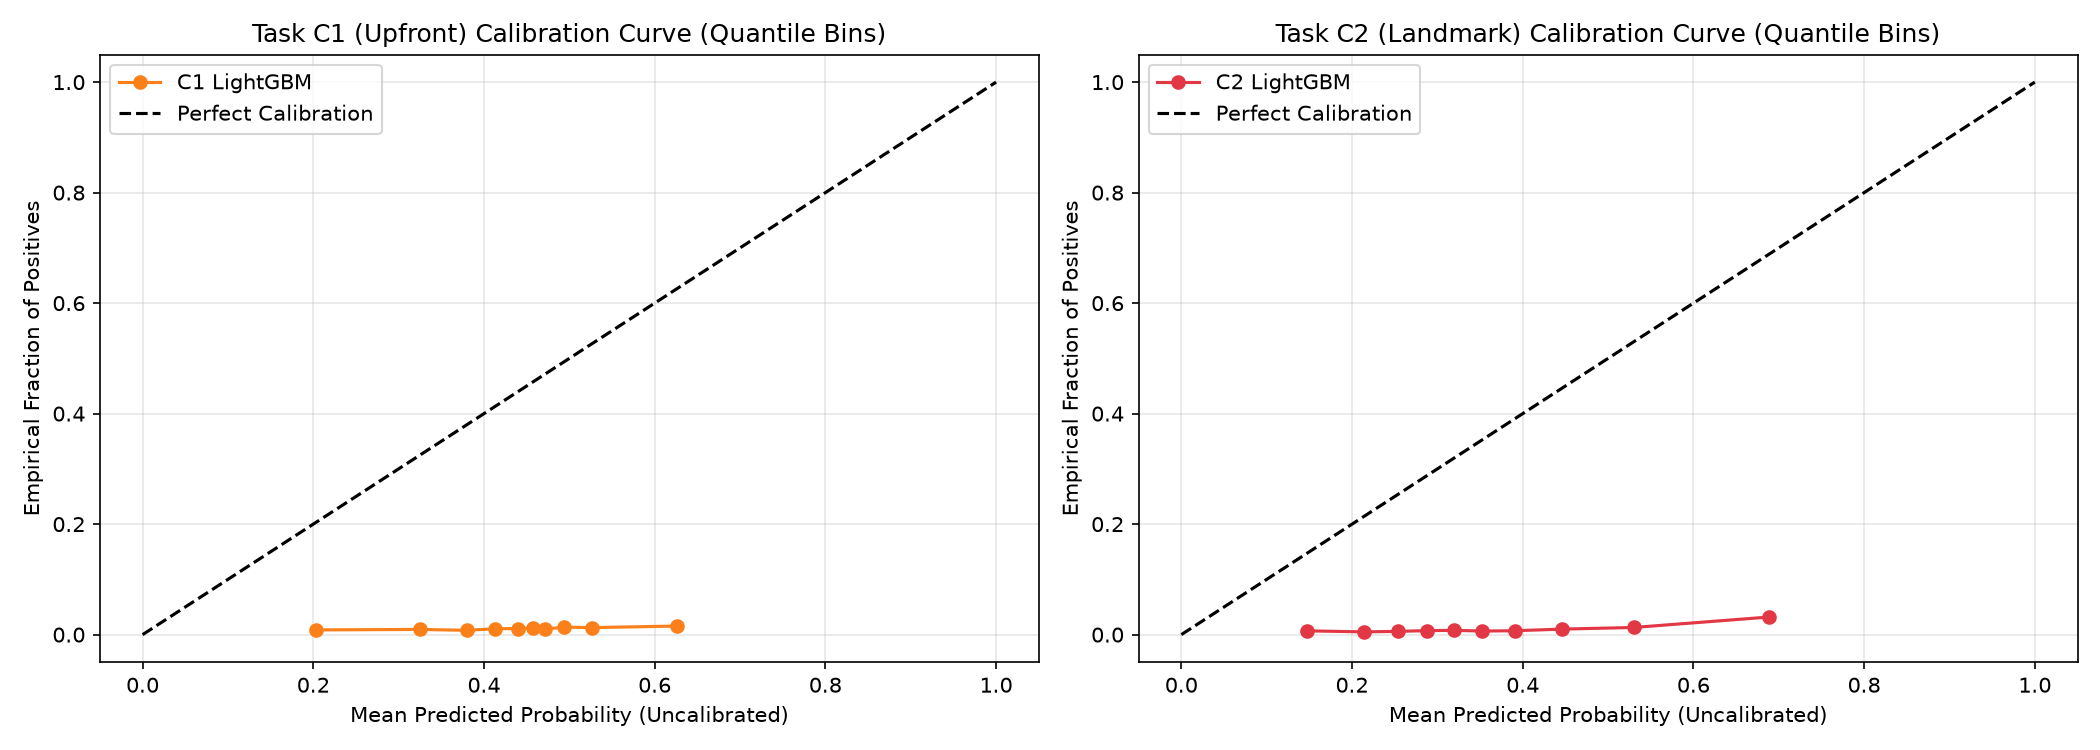 Task C1 (Upfront) Calibration Curve (Quantile Bins)
C1 LightGBM
Perfect Calibration
Empirical Fraction of Positives
1.0
0.8
0.6
0.4
0.2
0.0
0.0 0.2 0.4 0.6 0.8 1.0
Mean Predicted Probability (Uncalibrated)
Task C2 (Landmark) Calibration Curve (Quantile Bins)
C2 LightGBM
Perfect Calibration
Empirical Fraction of Positives
1.0
0.8
0.6
0.4
0.2
0.0
0.0 0.2 0.4 0.6 0.8 1.0
Mean Predicted Probability (Uncalibrated)